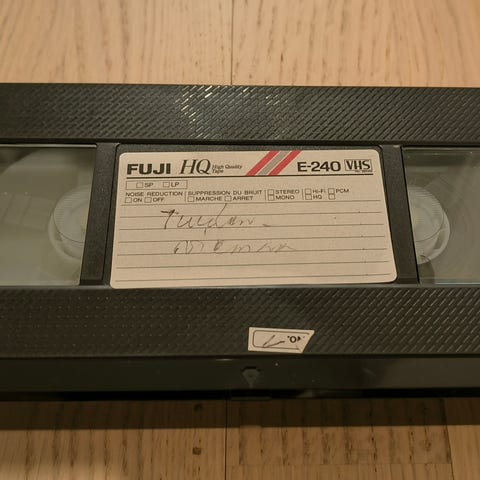 FUJI HQ High Quality Tape E-240 VHS
□SP □LP
NOISE REDUCTION □ON □OFF SUPPRESSION DU BRUIT □MARCHE □ARRET □STEREO □MONO □Hi-Fi □HQ □PCM □